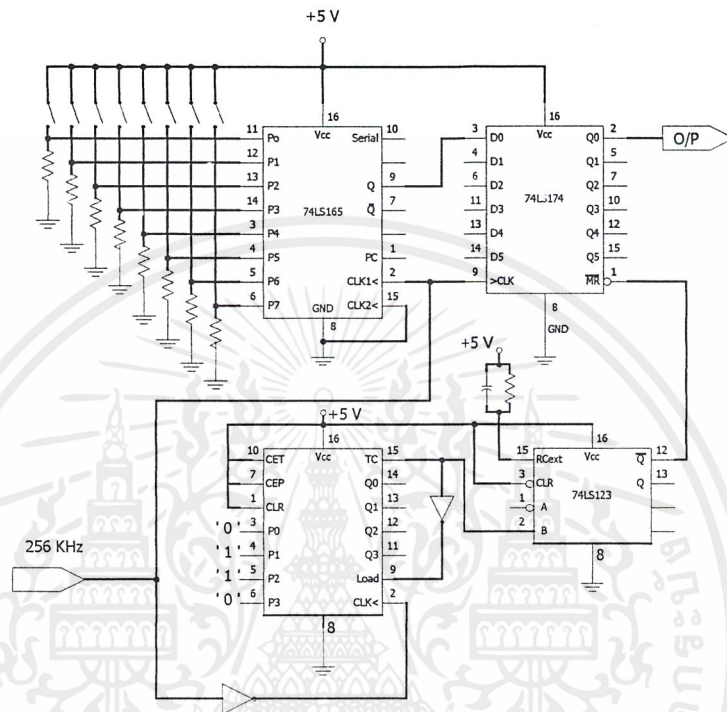 +5 V
16
Vcc
11 Po
12 P1
13 P2
14 P3
3 P4
4 P5
5 P6
6 P7
Serial 10
Q 9
Q̅ 7
PC 1
CLK1< 2
CLK2< 15
74LS165
GND
8
16
Vcc
3 D0
4 D1
6 D2
11 D3
13 D4
14 D5
9 >CLK
Q0 2
Q1 5
Q2 7
Q3 10
Q4 12
Q5 15
M̅R̅ 1
74LS174
8
GND
O/P
+5 V
+5 V
16
Vcc
10 CET
7 CEP
1 CLR
'0' 3 P0
'1' 4 P1
'1' 5 P2
'0' 6 P3
TC 15
Q0 14
Q1 13
Q2 12
Q3 11
Load 9
CLK< 2
8
16
Vcc
15 RCext
3 CLR
1 A
2 B
Q̅ 12
Q 13
74LS123
8
256 KHz